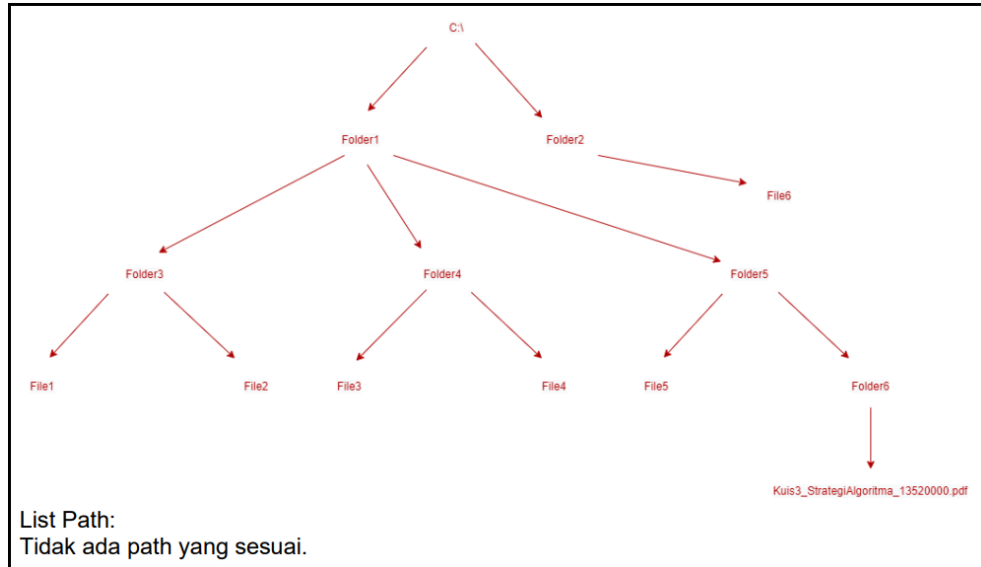 C:\
Folder1
Folder2
File6
Folder3
Folder4
Folder5
File1
File2
File3
File4
File5
Folder6
Kuis3_StrategiAlgoritma_13520000.pdf
List Path:
Tidak ada path yang sesuai.